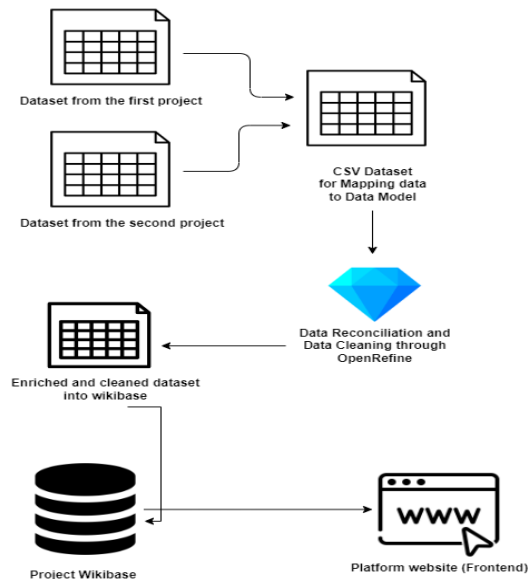 Dataset from the first project
Dataset from the second project
CSV Dataset
for Mapping data
to Data Model
Data Reconciliation and
Data Cleaning through
OpenRefine
Enriched and cleaned dataset
into wikibase
WWW
Project Wikibase
Platform website (Frontend)